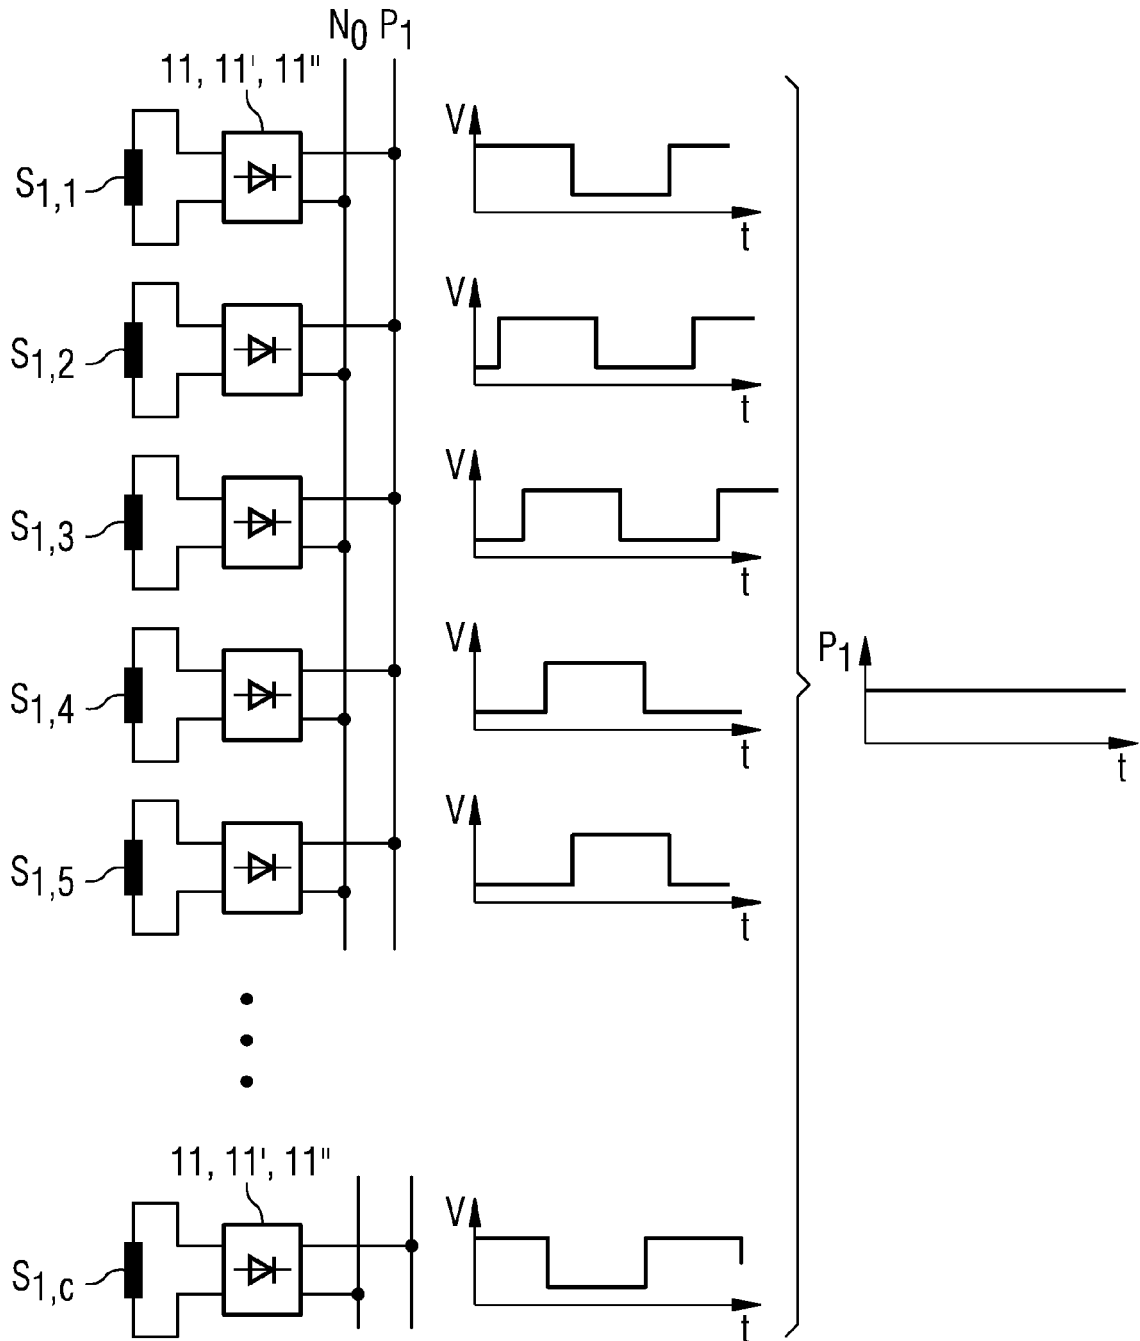 N0 P1
11, 11', 11"
V
S1,1
t
V
S1,2
t
V
S1,3
t
V
P1
S1,4
t
t
V
S1,5
t
11, 11', 11"
V
S1,c
t